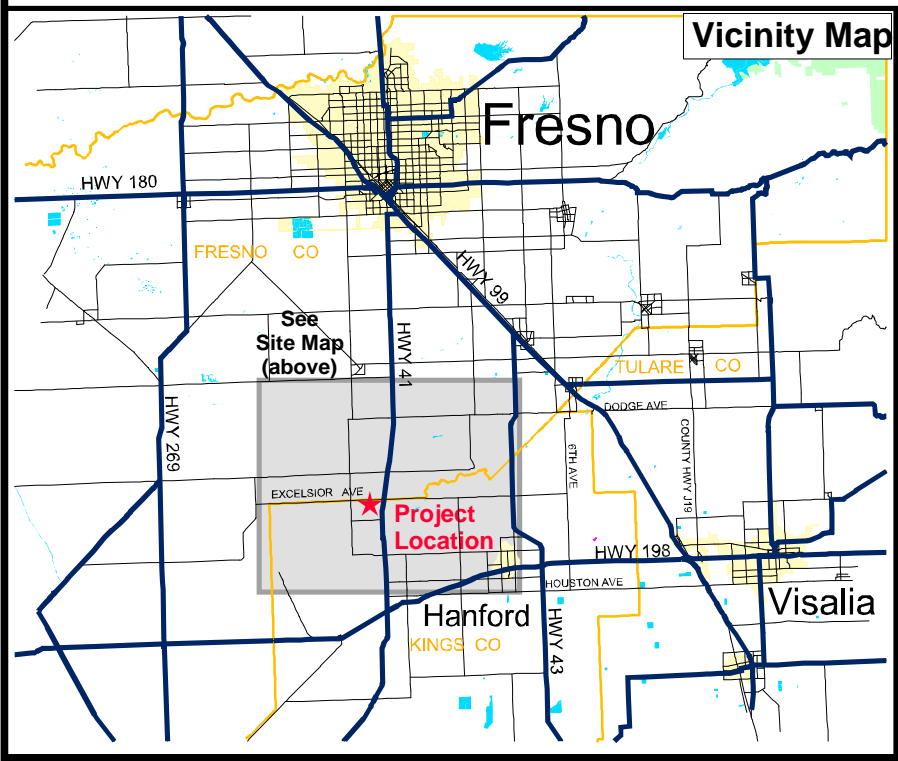 Vicinity Map
Fresno
HWY 180
FRESNO CO
HWY 99
See
Site Map
(above)
HWY 41
TULARE CO
HWY 269
DODGE AVE
COUNTY HWY J19
6TH AVE
EXCELSIOR AVE
Project
Location
HWY 198
HOUSTON AVE
Visalia
Hanford
HWY 43
KINGS CO